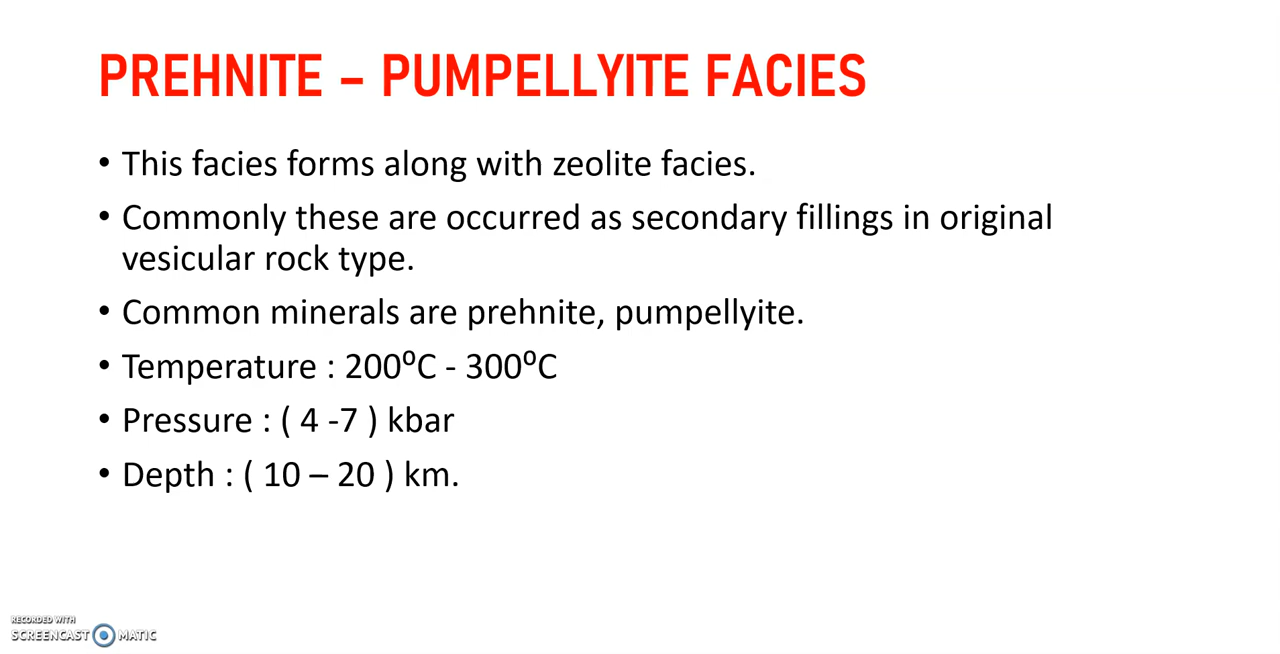 PREHNITE – PUMPELLYITE FACIES
• This facies forms along with zeolite facies.
• Commonly these are occurred as secondary fillings in original
vesicular rock type.
• Common minerals are prehnite, pumpellyite.
• Temperature : 200⁰C - 300⁰C
• Pressure : ( 4 -7 ) kbar
• Depth : ( 10 – 20 ) km.
RECORDED WITH
SCREENCAST MATIC